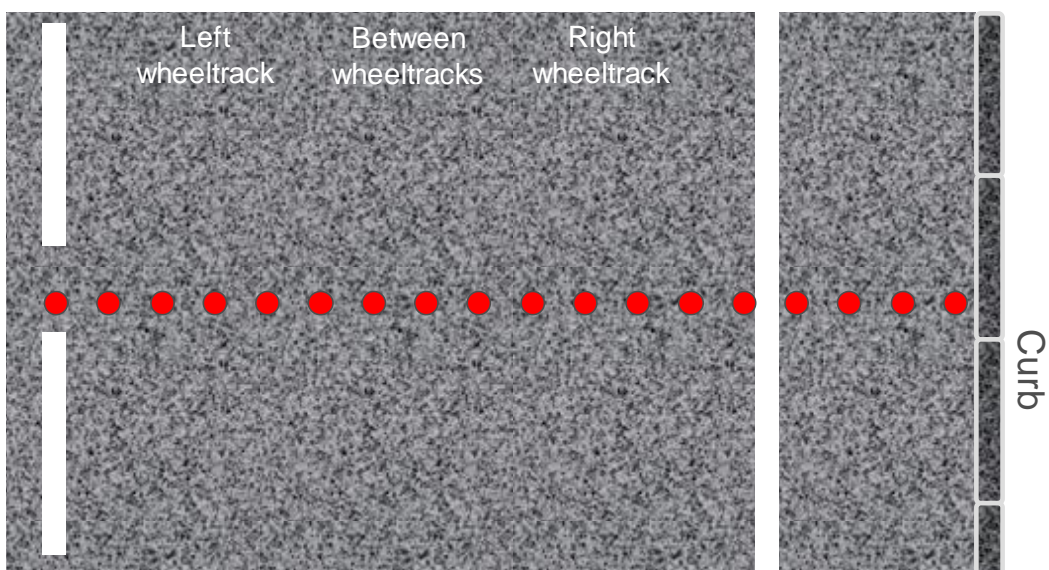 Left
wheeltrack
Between
wheeltracks
Right
wheeltrack
Curb